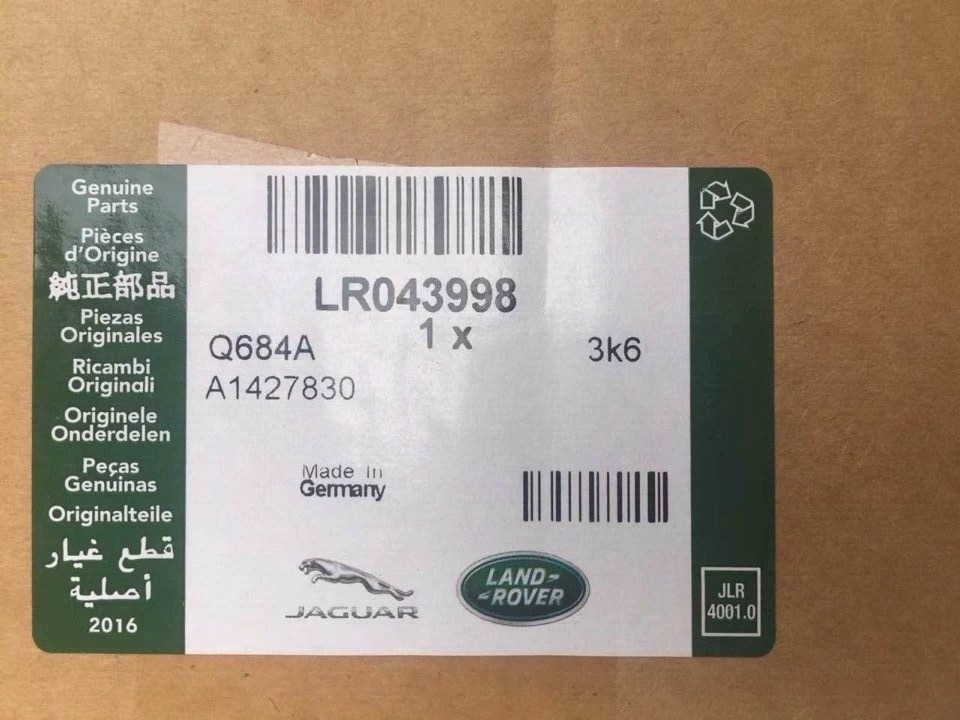 Genuine
Parts
Pièces
d'Origine
純正部品
Piezas
Originales
Ricambi
Originali
Originele
Onderdelen
Peças
Genuinas
Originalteile
قطع غيار
أصلية
2016
LR043998
1 x
Q684A
3k6
A1427830
Made In
Germany
JAGUAR
LAND-
-ROVER
JLR
4001.0